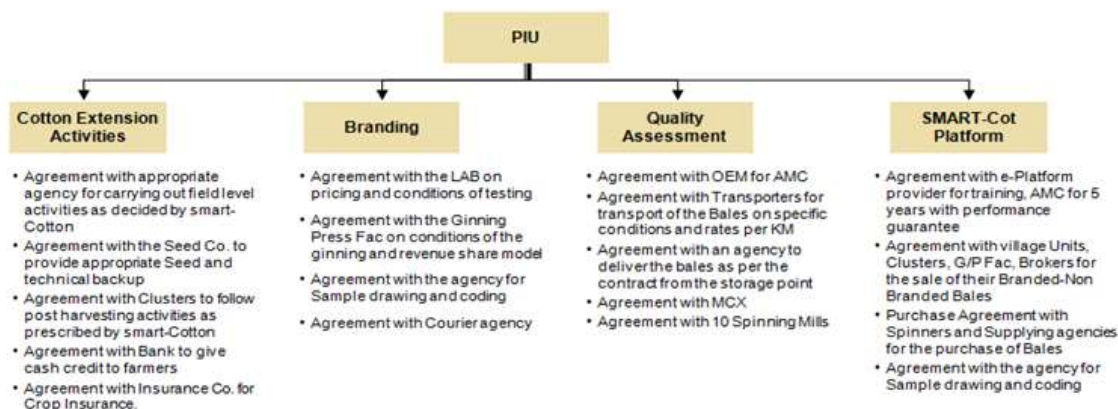 PIU
Cotton Extension
Activities
• Agreement with appropriate
agency for carrying out field level
activities as decided by smart-
Cotton
• Agreement with the Seed Co. to
provide appropriate Seed and
technical backup
• Agreement with Clusters to follow
post harvesting activities as
prescribed by smart-Cotton
• Agreement with Bank to give
cash credit to farmers
• Agreement with Insurance Co. for
Crop Insurance.
Branding
• Agreement with the LAB on
pricing and conditions of testing
• Agreement with the Ginning
Press Fac on conditions of the
ginning and revenue share model
• Agreement with the agency for
Sample drawing and coding
• Agreement with Courier agency
Quality
Assessment
• Agreement with OEM for AMC
• Agreement with Transporters for
transport of the Bales on specific
conditions and rates per KM
• Agreement with an agency to
deliver the bales as per the
contract from the storage point
• Agreement with MCX
• Agreement with 10 Spinning Mills
SMART-Cot
Platform
• Agreement with e-Platform
provider for training, AMC for 5
years with performance
guarantee
• Agreement with village Units,
Clusters, G/P Fac, Brokers for
the sale of their Branded-Non
Branded Bales
• Purchase Agreement with
Spinners and Supplying agencies
for the purchase of Bales
• Agreement with the agency for
Sample drawing and coding